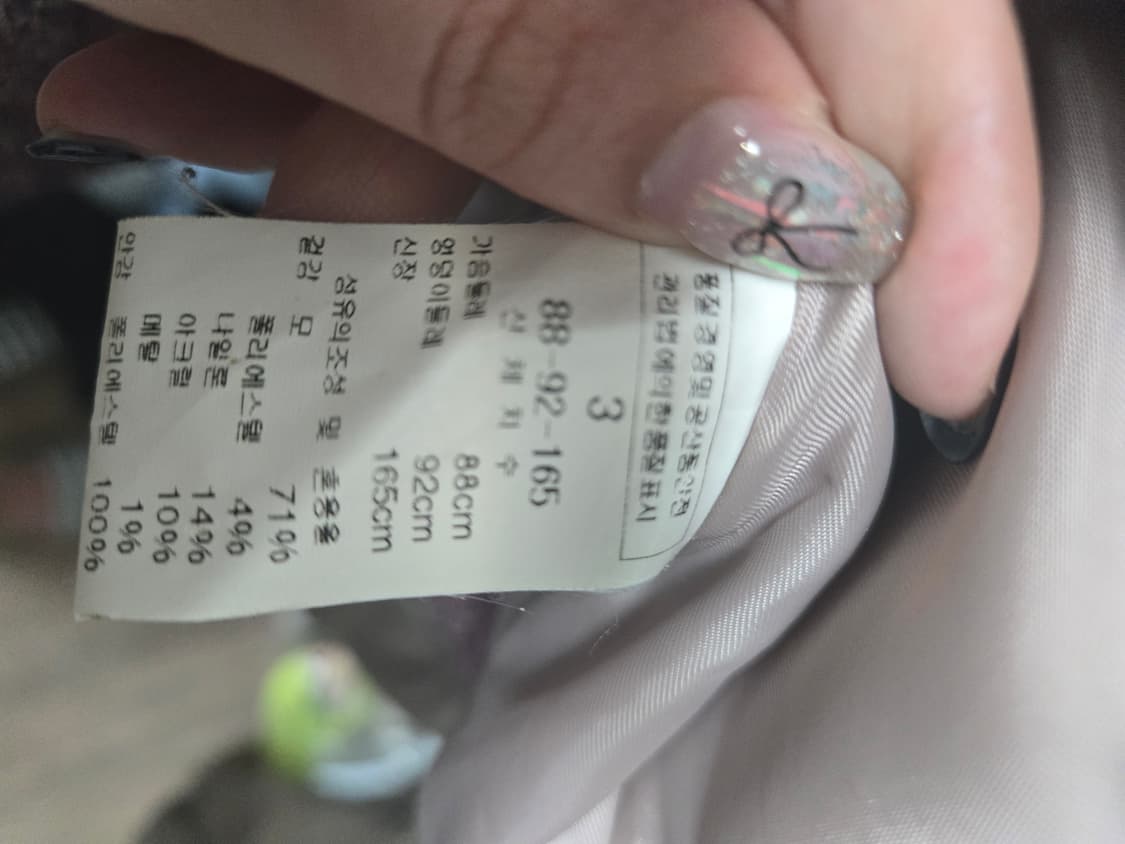 품질경영및공산품안전
관리법에의한품질표시
3
88-92-165
신 체 치 수
가슴둘레 88cm
엉덩이둘레 92cm
신장 165cm
섬유의조성 및 혼용율
겉감 모 71%
폴리에스텔 4%
나일론 14%
아크릴 10%
메탈 1%
안감 폴리에스텔 100%